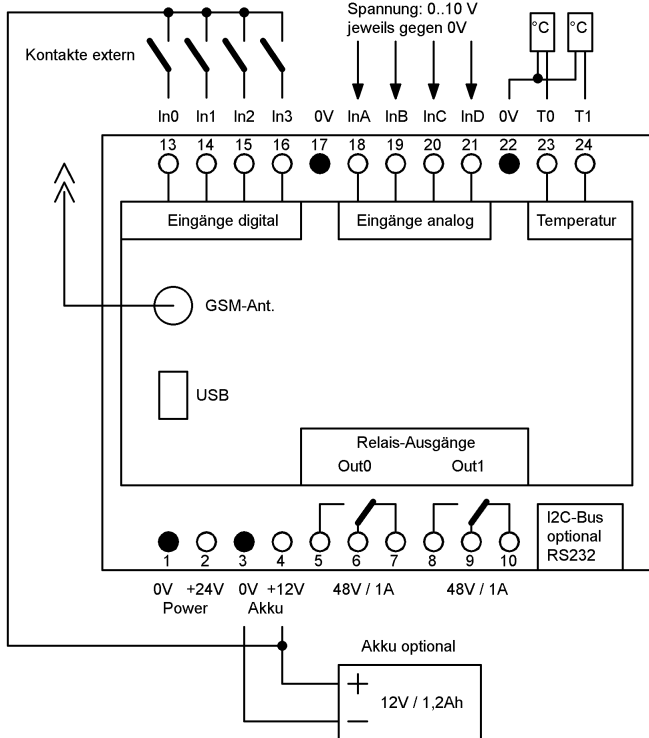 Spannung: 0..10 V
jeweils gegen 0V
°C °C
Kontakte extern
In0 In1 In2 In3 0V InA InB InC InD 0V T0 T1
13 14 15 16 17 18 19 20 21 22 23 24
Eingänge digital Eingänge analog Temperatur
GSM-Ant.
USB
Relais-Ausgänge
Out0 Out1
I2C-Bus
optional
RS232
1 2 3 4 5 6 7 8 9 10
0V +24V 0V +12V 48V / 1A 48V / 1A
Power Akku
Akku optional
12V / 1,2Ah